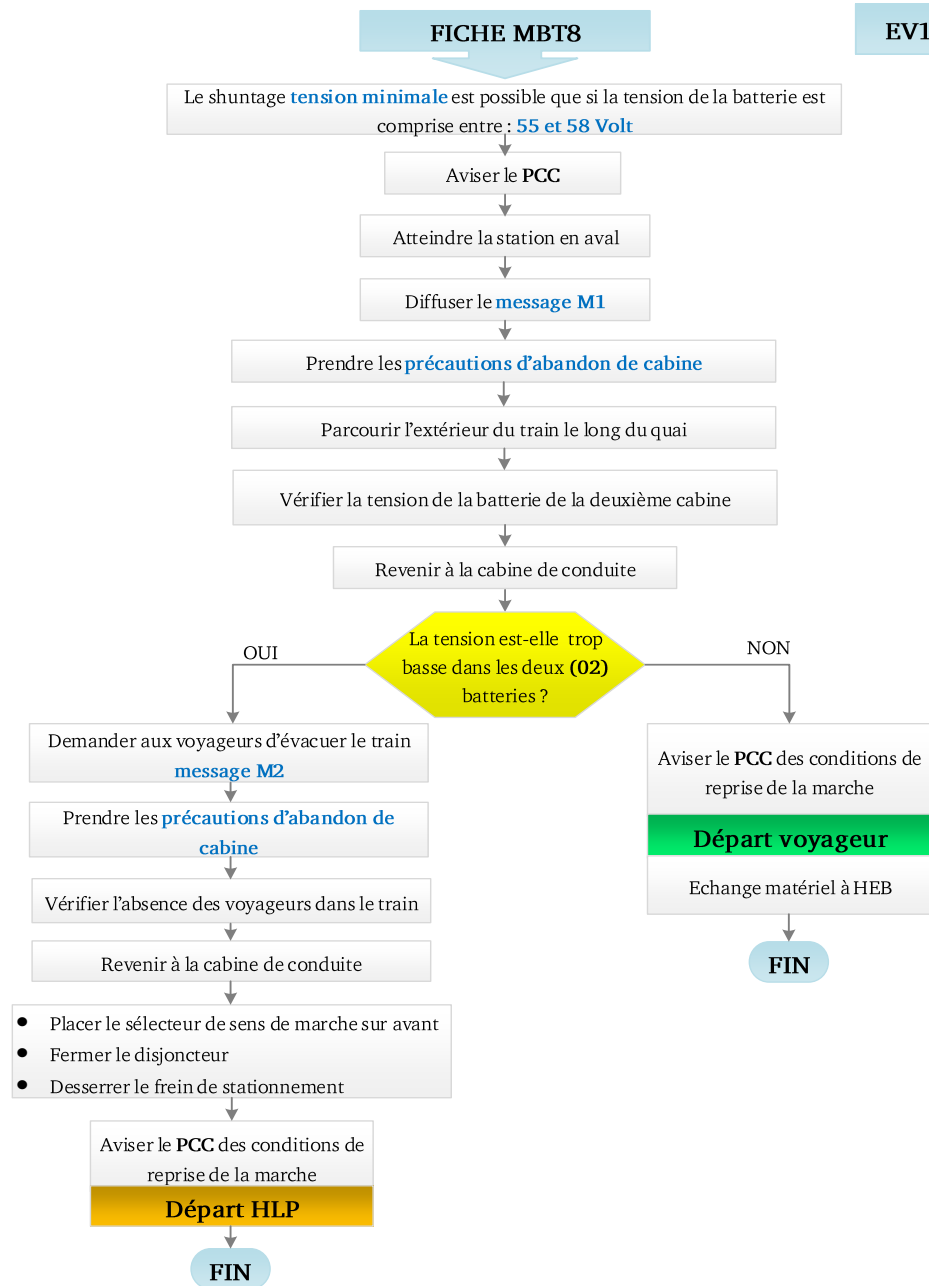 FICHE MBT8
EV1
Le shuntage tension minimale est possible que si la tension de la batterie est
comprise entre : 55 et 58 Volt
Aviser le PCC
Atteindre la station en aval
Diffuser le message M1
Prendre les précautions d'abandon de cabine
Parcourir l'extérieur du train le long du quai
Vérifier la tension de la batterie de la deuxième cabine
Revenir à la cabine de conduite
La tension est-elle trop
basse dans les deux (02)
batteries ?
OUI
NON
Demander aux voyageurs d'évacuer le train
message M2
Prendre les précautions d'abandon de
cabine
Vérifier l'absence des voyageurs dans le train
Revenir à la cabine de conduite
• Placer le sélecteur de sens de marche sur avant
• Fermer le disjoncteur
• Desserrer le frein de stationnement
Aviser le PCC des conditions de
reprise de la marche
Départ HLP
FIN
Aviser le PCC des conditions de
reprise de la marche
Départ voyageur
Echange matériel à HEB
FIN